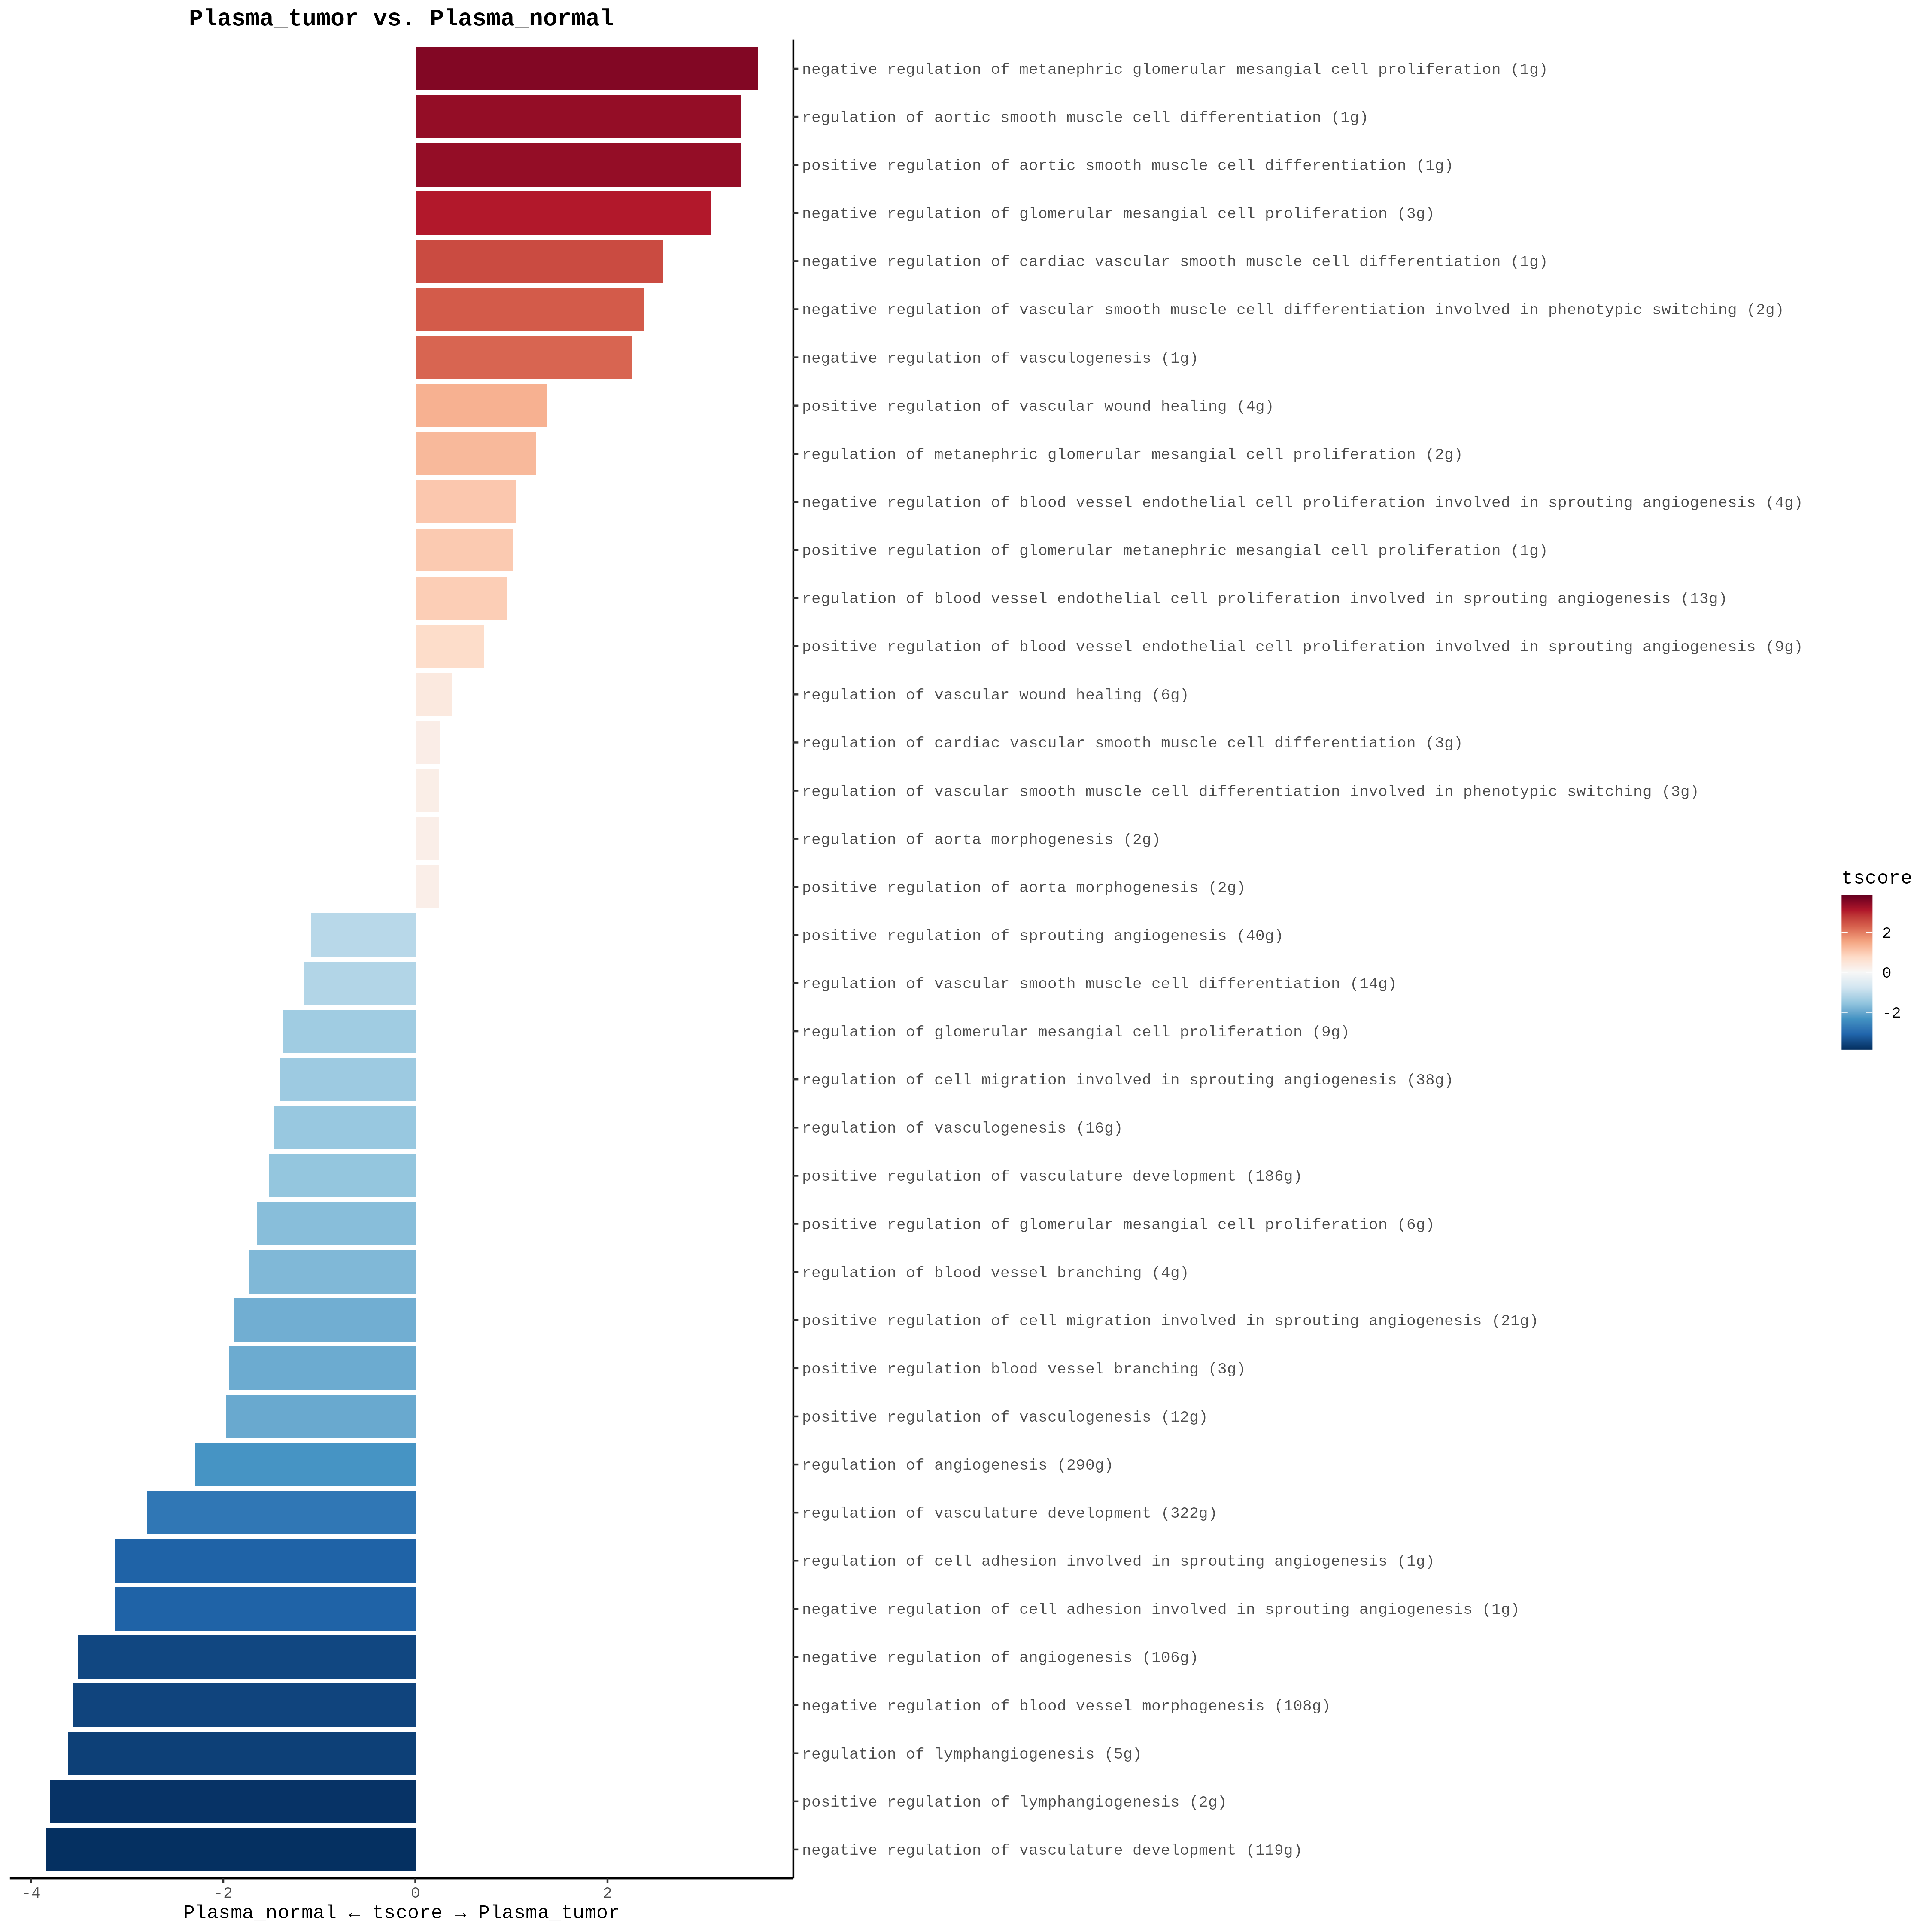 Plasma_tumor vs. Plasma_normal
negative regulation of metanephric glomerular mesangial cell proliferation (1g)
regulation of aortic smooth muscle cell differentiation (1g)
positive regulation of aortic smooth muscle cell differentiation (1g)
negative regulation of glomerular mesangial cell proliferation (3g)
negative regulation of cardiac vascular smooth muscle cell differentiation (1g)
negative regulation of vascular smooth muscle cell differentiation involved in phenotypic switching (2g)
negative regulation of vasculogenesis (1g)
positive regulation of vascular wound healing (4g)
regulation of metanephric glomerular mesangial cell proliferation (2g)
negative regulation of blood vessel endothelial cell proliferation involved in sprouting angiogenesis (4g)
positive regulation of glomerular metanephric mesangial cell proliferation (1g)
regulation of blood vessel endothelial cell proliferation involved in sprouting angiogenesis (13g)
positive regulation of blood vessel endothelial cell proliferation involved in sprouting angiogenesis (9g)
regulation of vascular wound healing (6g)
regulation of cardiac vascular smooth muscle cell differentiation (3g)
regulation of vascular smooth muscle cell differentiation involved in phenotypic switching (3g)
regulation of aorta morphogenesis (2g)
positive regulation of aorta morphogenesis (2g)
positive regulation of sprouting angiogenesis (40g)
regulation of vascular smooth muscle cell differentiation (14g)
regulation of glomerular mesangial cell proliferation (9g)
regulation of cell migration involved in sprouting angiogenesis (38g)
regulation of vasculogenesis (16g)
positive regulation of vasculature development (186g)
positive regulation of glomerular mesangial cell proliferation (6g)
regulation of blood vessel branching (4g)
positive regulation of cell migration involved in sprouting angiogenesis (21g)
positive regulation blood vessel branching (3g)
positive regulation of vasculogenesis (12g)
regulation of angiogenesis (290g)
regulation of vasculature development (322g)
regulation of cell adhesion involved in sprouting angiogenesis (1g)
negative regulation of cell adhesion involved in sprouting angiogenesis (1g)
negative regulation of angiogenesis (106g)
negative regulation of blood vessel morphogenesis (108g)
regulation of lymphangiogenesis (5g)
positive regulation of lymphangiogenesis (2g)
negative regulation of vasculature development (119g)
-4 -2 0 2
Plasma_normal ← tscore → Plasma_tumor
tscore
2
0
-2